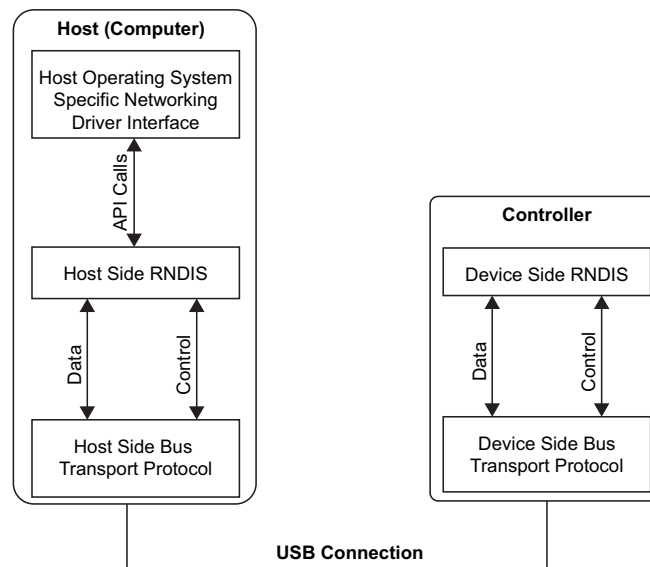 Host (Computer)
Host Operating System
Specific Networking
Driver Interface
API Calls
Host Side RNDIS
Data
Control
Host Side Bus
Transport Protocol
Controller
Device Side RNDIS
Data
Control
Device Side Bus
Transport Protocol
USB Connection